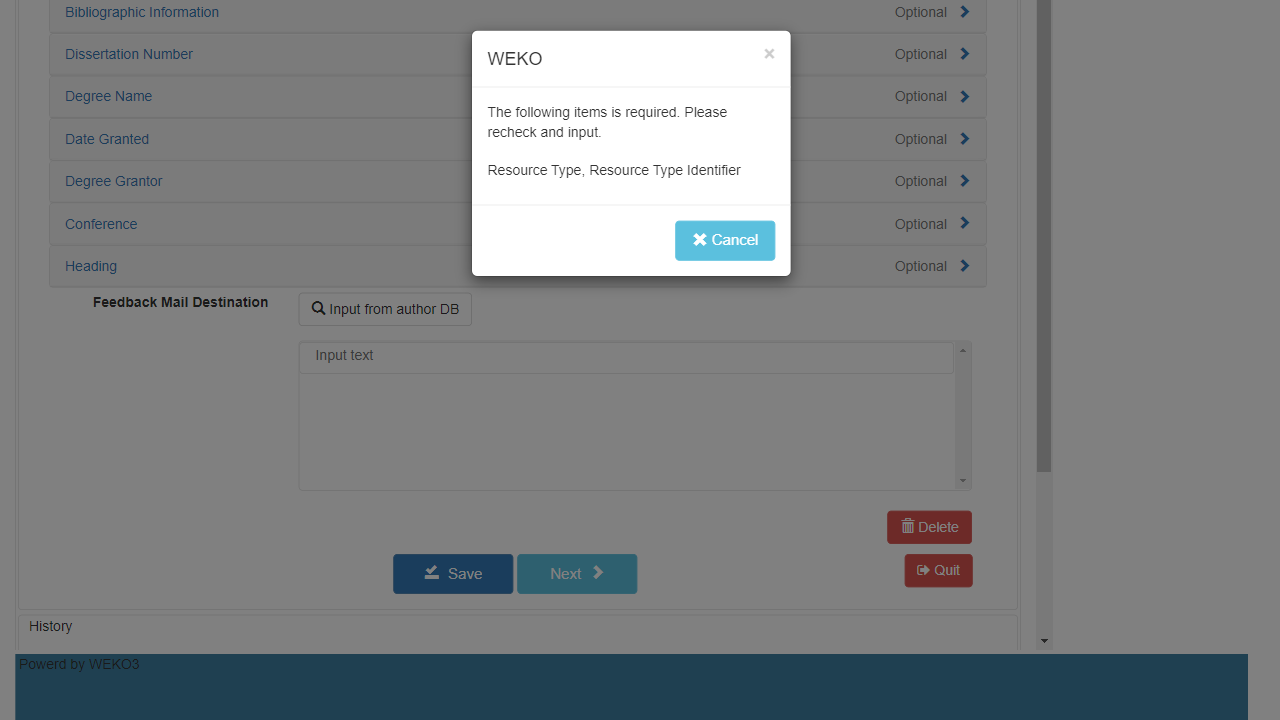 Bibliographic Information Optional
WEKO ×
Dissertation Number Optional
Degree Name Optional
The following items is required. Please
recheck and input.
Date Granted Optional
Resource Type, Resource Type Identifier
Degree Grantor Optional
Conference Optional
Cancel
Heading Optional
Feedback Mail Destination
Input from author DB
Input text
Delete
Save
Next
Quit
History
Powerd by WEKO3